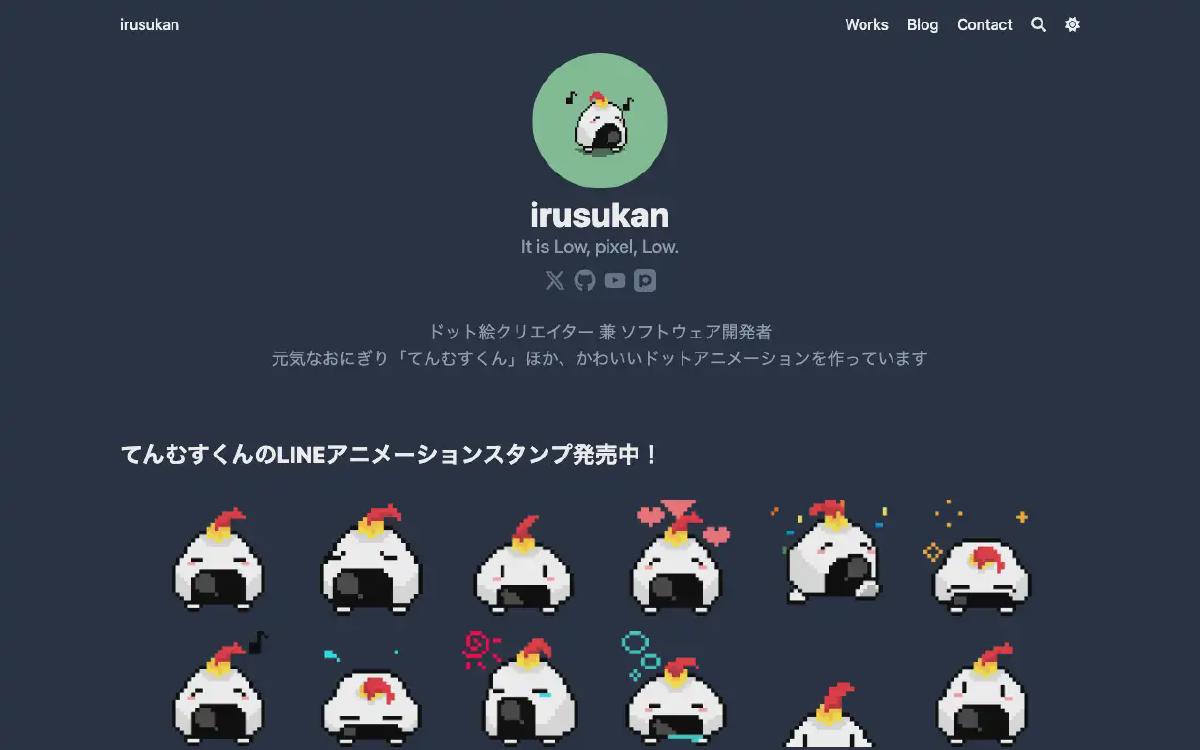 irusukan
Works Blog Contact
irusukan
It is Low, pixel, Low.
ドット絵クリエイター 兼 ソフトウェア開発者
元気なおにぎり「てんむすくん」ほか、かわいいドットアニメーションを作っています
てんむすくんのLINEアニメーションスタンプ発売中！